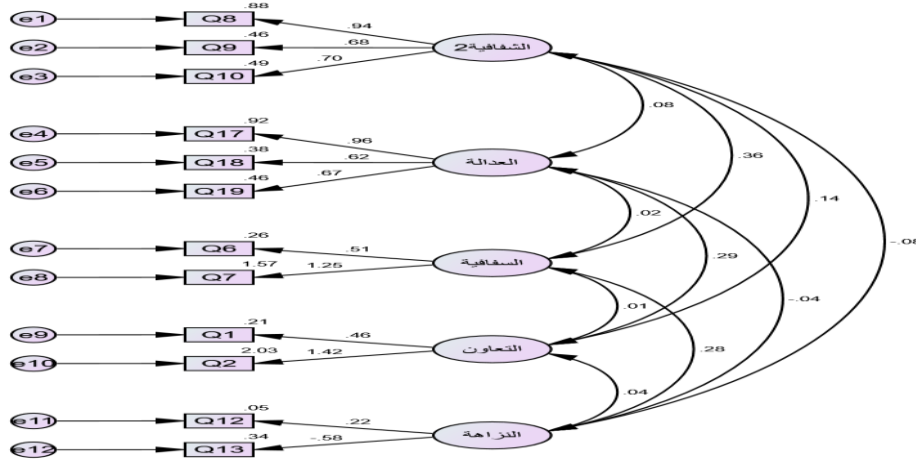 .88
e1 Q8 .94
.46
e2 Q9 .68 الشفافية2
.49
e3 Q10 .70
.08
.92
e4 Q17 .96
.38
e5 Q18 .62 العدالة .36
.46
e6 Q19 .67
.14
.02
.26
e7 Q6 .51 -.08
.29
1.57 السفافية
e8 Q7 1.25
-.04
.01
.21
e9 Q1 .46
2.03 التعاون .28
e10 Q2 1.42
.04
.05
e11 Q12 .22
.34 النزاهة
e12 Q13 -.58